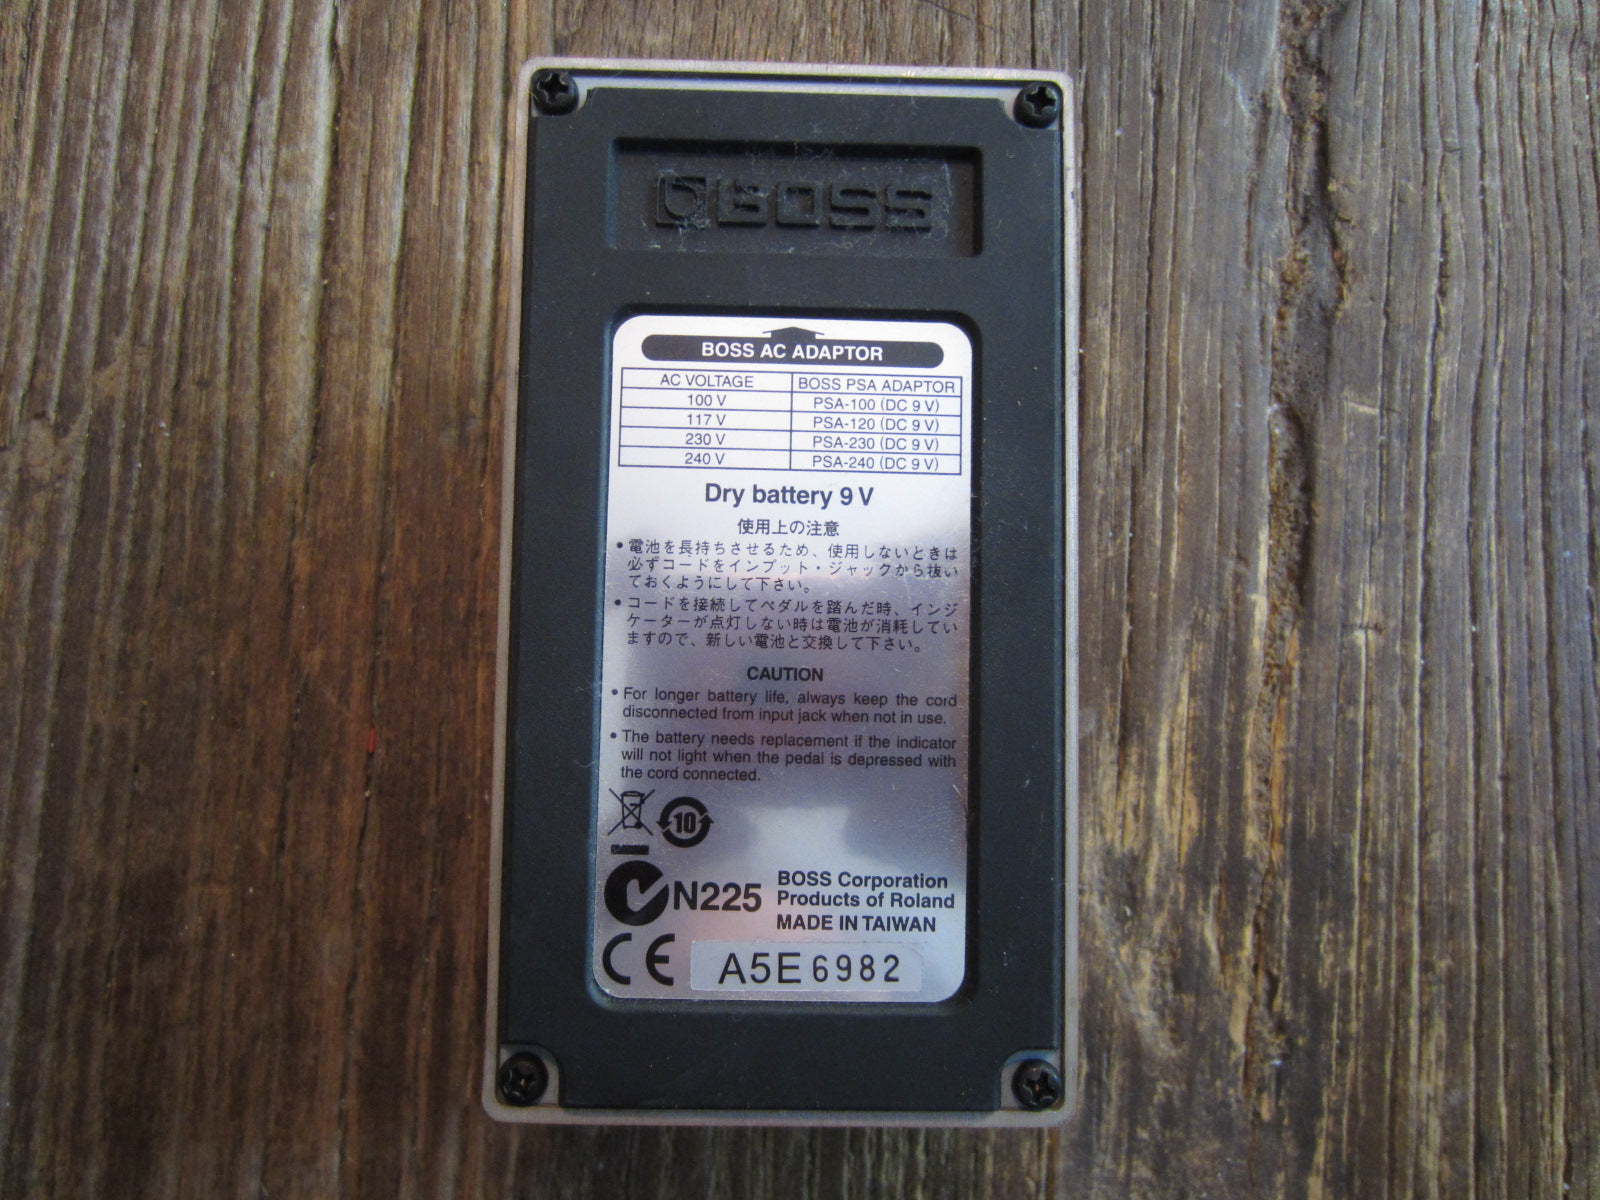 BOSS
BOSS AC ADAPTOR
AC VOLTAGE BOSS PSA ADAPTOR
100 V PSA-100 (DC 9 V)
117 V PSA-120 (DC 9 V)
230 V PSA-230 (DC 9 V)
240 V PSA-240 (DC 9 V)
Dry battery 9 V
使用上の注意
• 電池を長持ちさせるため、使用しないときは
必ずコードをインプット・ジャックから抜い
ておくようにして下さい。
• コードを接続してペダルを踏んだ時、インジ
ケーターが点灯しない時は電池が消耗してい
ますので、新しい電池と交換して下さい。
CAUTION
• For longer battery life, always keep the cord
disconnected from input jack when not in use.
• The battery needs replacement if the indicator
will not light when the pedal is depressed with
the cord connected.
10
N225
BOSS Corporation
Products of Roland
MADE IN TAIWAN
CE
A5E6982